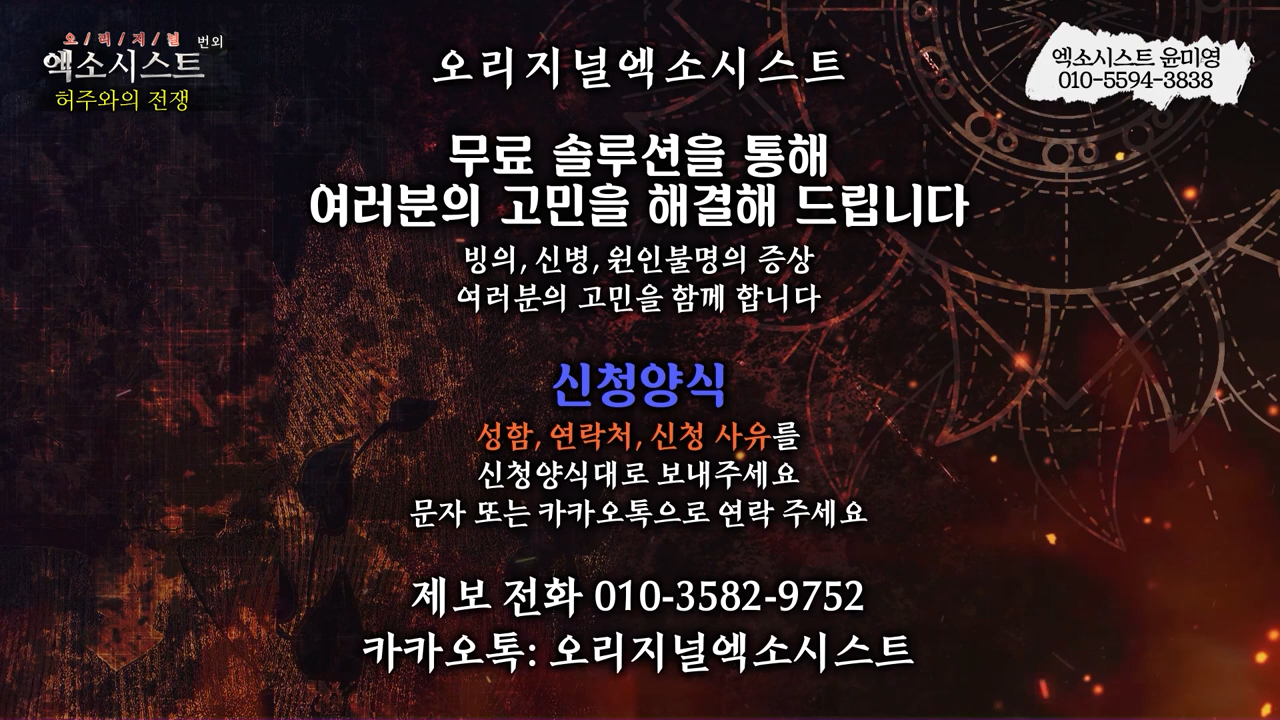 오/리/지/널 번외
엑소시스트
허주와의 전쟁
오리지널엑소시스트
엑소시스트 윤미영
010-5594-3838
무료 솔루션을 통해
여러분의 고민을 해결해 드립니다
빙의, 신병, 원인불명의 증상
여러분의 고민을 함께 합니다
신청양식
성함, 연락처, 신청 사유를
신청양식대로 보내주세요
문자 또는 카카오톡으로 연락 주세요
제보 전화 010-3582-9752
카카오톡: 오리지널엑소시스트